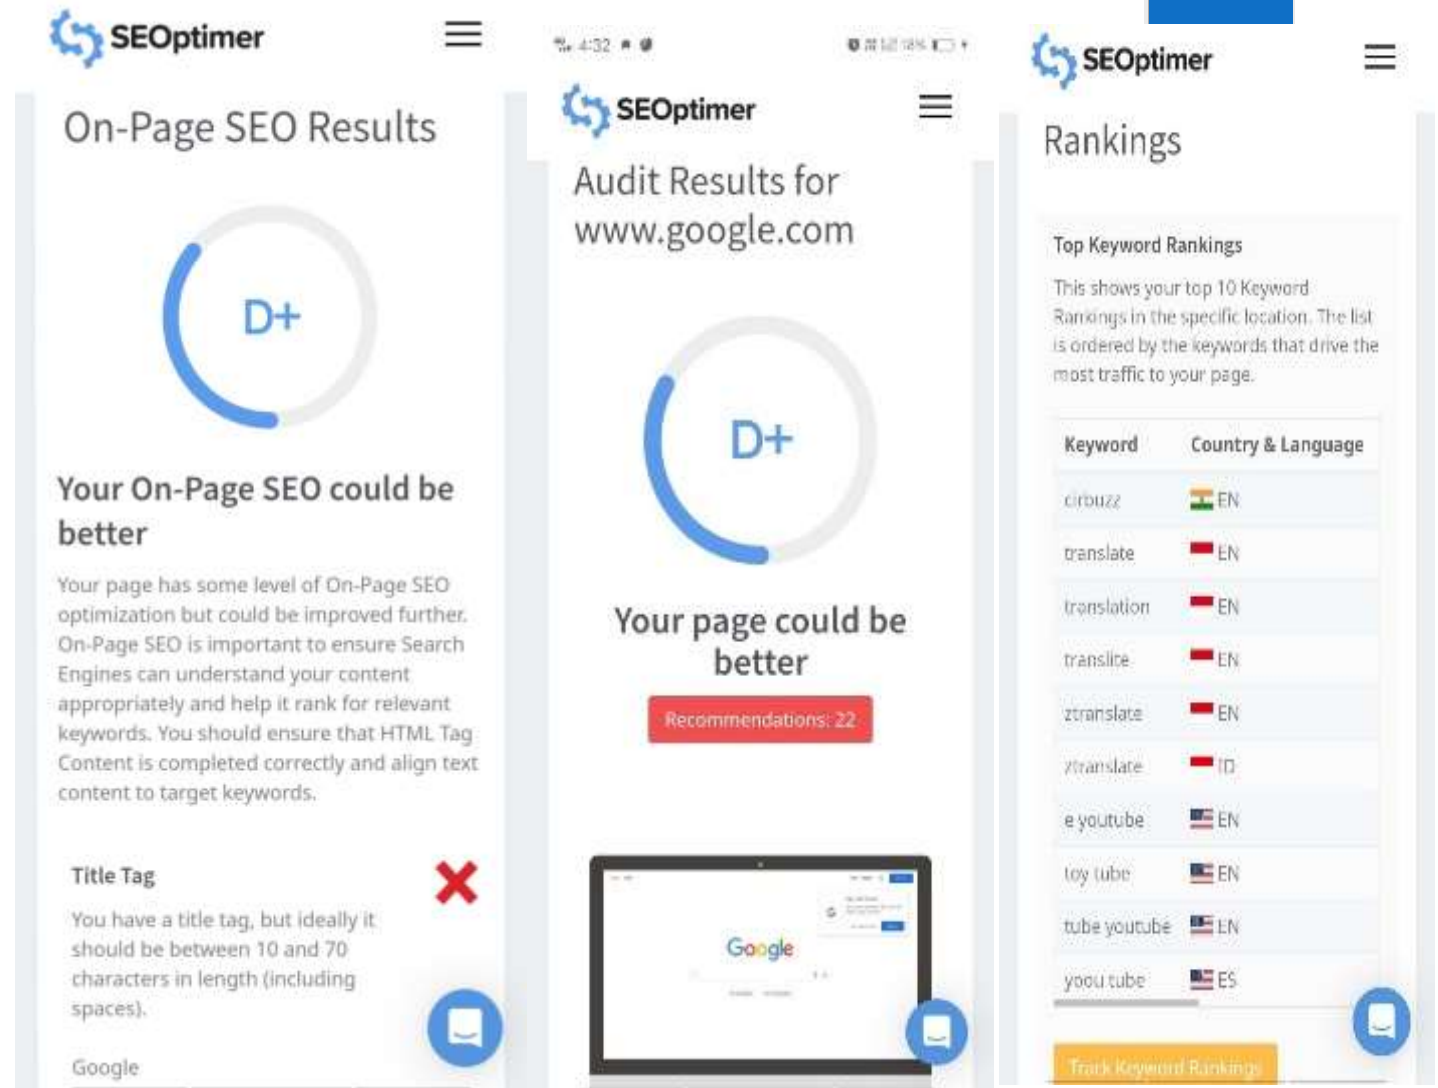 SEOptimer
On-Page SEO Results
D+
Your On-Page SEO could be
better
Your page has some level of On-Page SEO
optimization but could be improved further.
On-Page SEO is important to ensure Search
Engines can understand your content
appropriately and help it rank for relevant
keywords. You should ensure that HTML Tag
Content is completed correctly and align text
content to target keywords.
Title Tag
You have a title tag, but ideally it
should be between 10 and 70
characters in length (including
spaces).
Google
4:32
18%
SEOptimer
Audit Results for
www.google.com
D+
Your page could be
better
Recommendations: 22
Google
SEOptimer
Rankings
Top Keyword Rankings
This shows your top 10 Keyword
Rankings in the specific location. The list
is ordered by the keywords that drive the
most traffic to your page.
Keyword Country & Language
cirbuzz EN
translate EN
translation EN
translite EN
ztranslate EN
ztranslate ID
e youtube EN
toy tube EN
tube youtube EN
yoou tube ES
Track Keyword Rankings